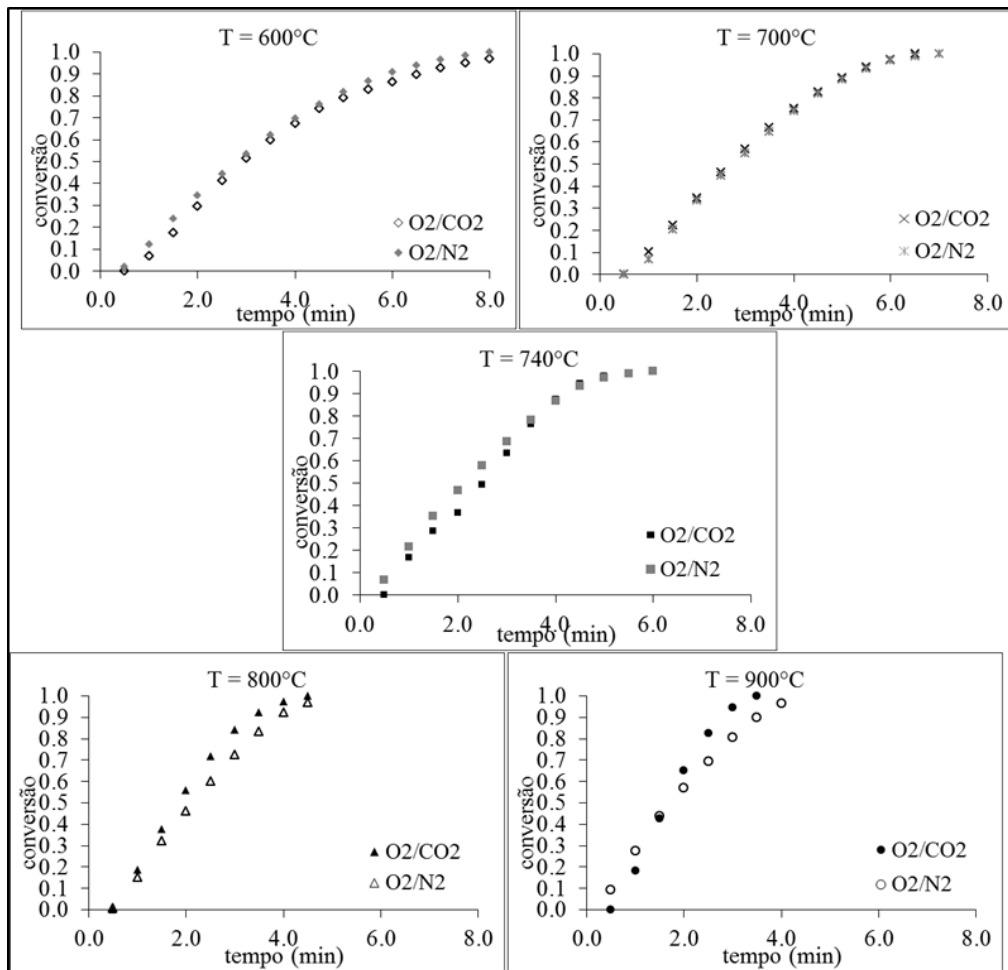 T = 600°C
conversão
1.0
0.9
0.8
0.7
0.6
0.5
0.4
0.3
0.2
0.1
0.0
O2/CO2
O2/N2
0.0 2.0 4.0 6.0 8.0
tempo (min)
T = 700°C
conversão
1.0
0.9
0.8
0.7
0.6
0.5
0.4
0.3
0.2
0.1
0.0
O2/CO2
O2/N2
0.0 2.0 4.0 6.0 8.0
tempo (min)
T = 740°C
conversão
1.0
0.9
0.8
0.7
0.6
0.5
0.4
0.3
0.2
0.1
0.0
O2/CO2
O2/N2
0.0 2.0 4.0 6.0 8.0
tempo (min)
T = 800°C
conversão
1.0
0.9
0.8
0.7
0.6
0.5
0.4
0.3
0.2
0.1
0.0
O2/CO2
O2/N2
0.0 2.0 4.0 6.0 8.0
tempo (min)
T = 900°C
conversão
1.0
0.9
0.8
0.7
0.6
0.5
0.4
0.3
0.2
0.1
0.0
O2/CO2
O2/N2
0.0 2.0 4.0 6.0 8.0
tempo (min)